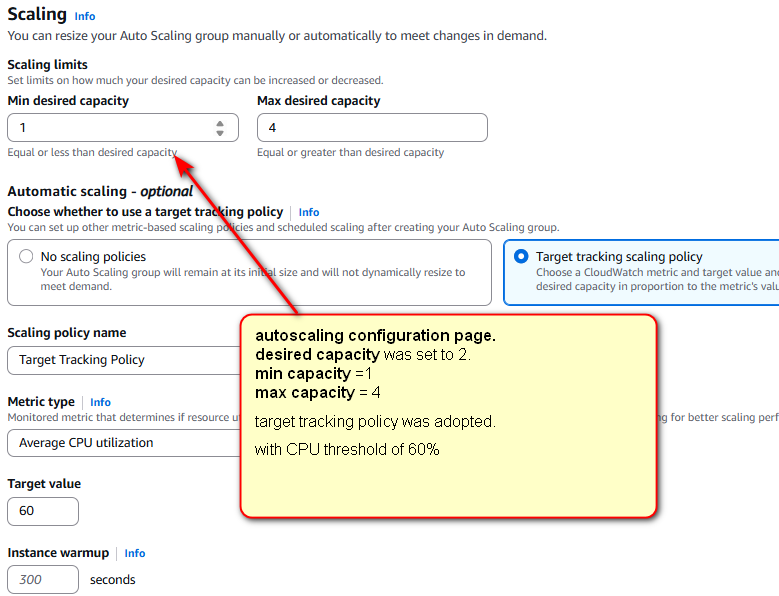 Scaling Info
You can resize your Auto Scaling group manually or automatically to meet changes in demand.
Scaling limits
Set limits on how much your desired capacity can be increased or decreased.
Min desired capacity
Max desired capacity
1
4
Equal or less than desired capacity
Equal or greater than desired capacity
Automatic scaling - optional
Choose whether to use a target tracking policy Info
You can set up other metric-based scaling policies and scheduled scaling after creating your Auto Scaling group.
No scaling policies
Your Auto Scaling group will remain at its initial size and will not dynamically resize to
meet demand.
Target tracking scaling policy
Choose a CloudWatch metric and target value and
desired capacity in proportion to the metric's valu
Scaling policy name
Target Tracking Policy
Metric type Info
Monitored metric that determines if resource ut
ng for better scaling perf
Average CPU utilization
Target value
60
Instance warmup Info
300 seconds
autoscaling configuration page.
desired capacity was set to 2.
min capacity =1
max capacity = 4
target tracking policy was adopted.
with CPU threshold of 60%